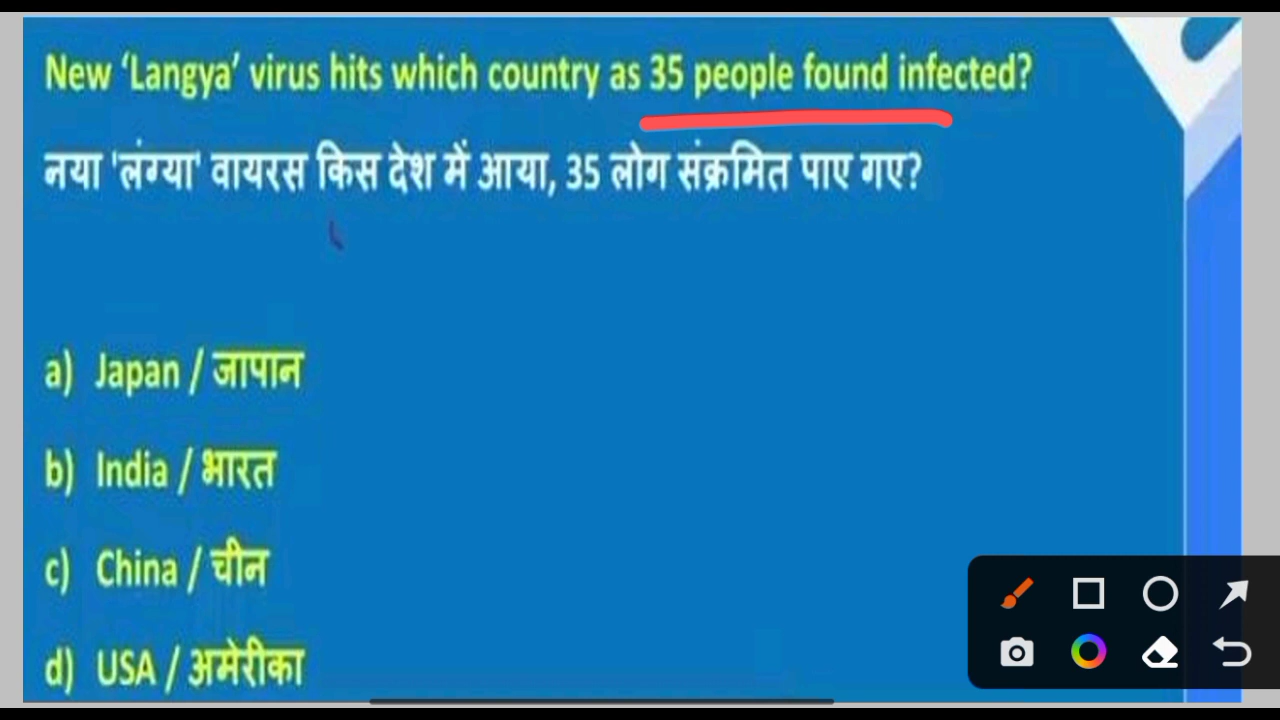 New ‘Langya’ virus hits which country as 35 people found infected?
नया 'लंग्या' वायरस किस देश में आया, 35 लोग संक्रमित पाए गए?
a) Japan / जापान
b) India / भारत
c) China / चीन
d) USA / अमेरीका